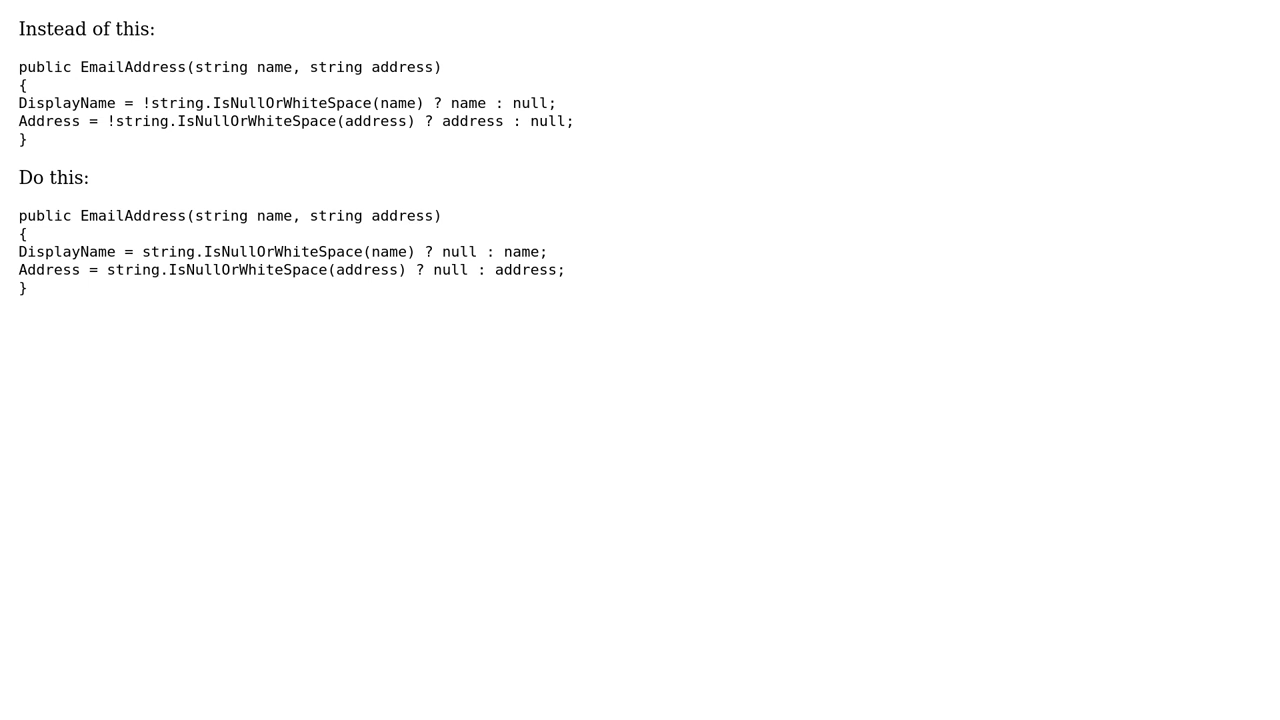 Instead of this:
public EmailAddress(string name, string address)
{
DisplayName = !string.IsNullOrWhiteSpace(name) ? name : null;
Address = !string.IsNullOrWhiteSpace(address) ? address : null;
}
Do this:
public EmailAddress(string name, string address)
{
DisplayName = string.IsNullOrWhiteSpace(name) ? null : name;
Address = string.IsNullOrWhiteSpace(address) ? null : address;
}